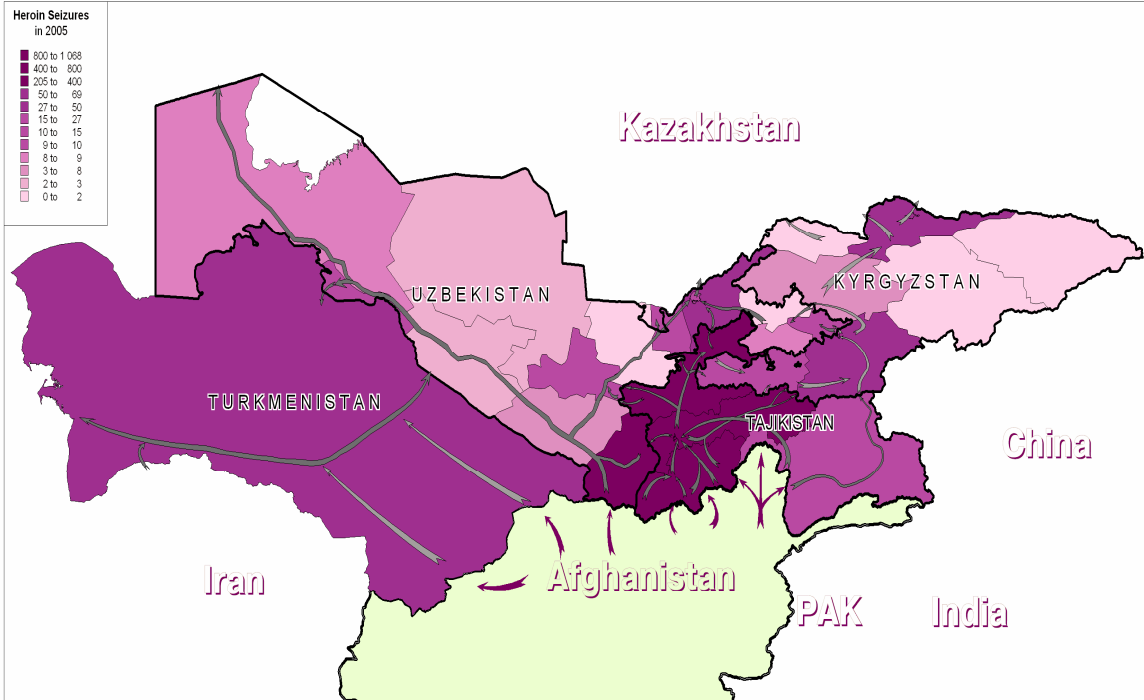 Heroin Seizures
in 2005
800 to 1 068
400 to 800
205 to 400
50 to 69
27 to 50
15 to 27
10 to 15
9 to 10
8 to 9
3 to 8
2 to 3
0 to 2
Kazakhstan
UZBEKISTAN
KYRGYZSTAN
TURKMENISTAN
TAJIKISTAN
China
Iran
Afghanistan
PAK
India